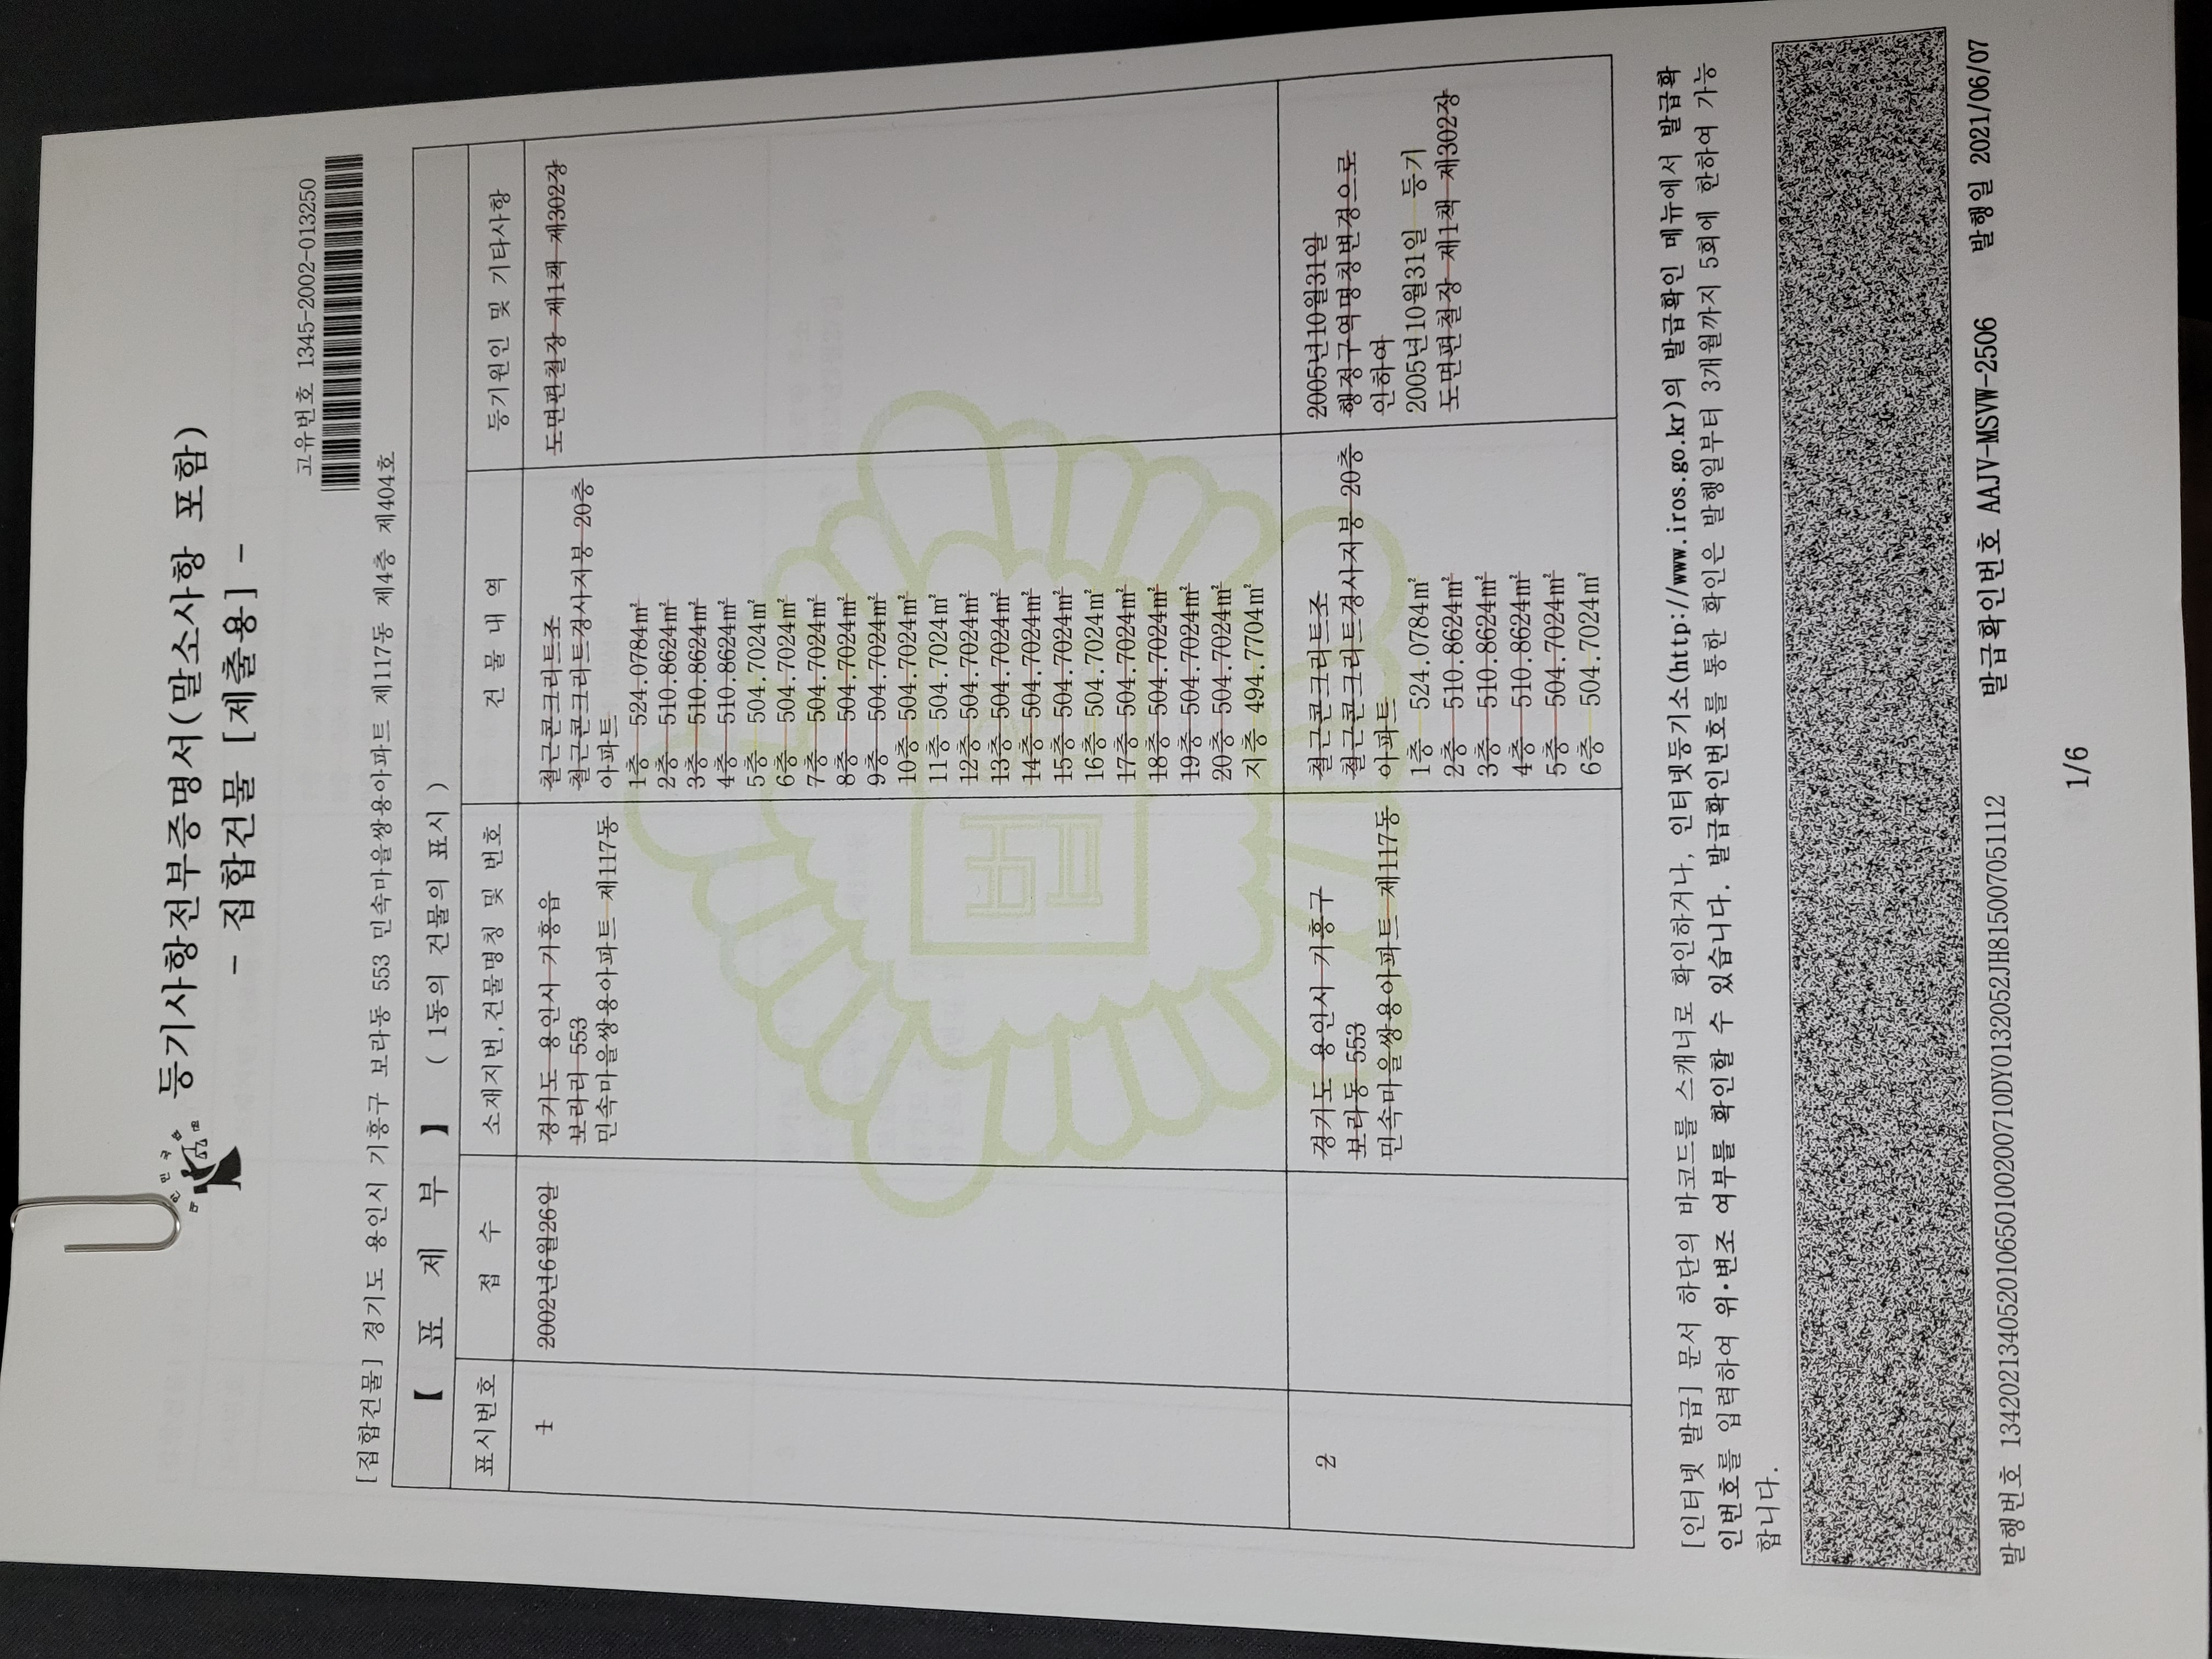 대한민국법원
등기사항전부증명서(말소사항 포함)
- 집합건물 [제출용] -
고유번호 1345-2002-013250
[집합건물] 경기도 용인시 기흥구 보라동 553 민속마을쌍용아파트 제117동 제4층 제404호
【 표 제 부 】 ( 1동의 건물의 표시 )
표시번호 접 수 소재지번,건물명칭 및 번호 건 물 내 역 등기원인 및 기타사항
1 2002년6월26일 경기도 용인시 기흥읍 철근콘크리트조 도면편철장 제1책 제302장
보라리 553 철근콘크리트경사지붕 20층
민속마을쌍용아파트 제117동 아파트
1층 524.0784㎡
2층 510.8624㎡
3층 510.8624㎡
4층 510.8624㎡
5층 504.7024㎡
6층 504.7024㎡
7층 504.7024㎡
8층 504.7024㎡
9층 504.7024㎡
10층 504.7024㎡
11층 504.7024㎡
12층 504.7024㎡
13층 504.7024㎡
14층 504.7024㎡
15층 504.7024㎡
16층 504.7024㎡
17층 504.7024㎡
18층 504.7024㎡
19층 504.7024㎡
20층 504.7024㎡
지층 494.7704㎡
2 경기도 용인시 기흥구 철근콘크리트조 2005년10월31일
보라동 553 철근콘크리트경사지붕 20층 행정구역명칭변경으로
민속마을쌍용아파트 제117동 아파트 인하여
1층 524.0784㎡ 2005년10월31일 등기
2층 510.8624㎡ 도면편철장 제1책 제302장
3층 510.8624㎡
4층 510.8624㎡
5층 504.7024㎡
6층 504.7024㎡
법
[인터넷 발급] 문서 하단의 바코드를 스캐너로 확인하거나, 인터넷등기소(http://www.iros.go.kr)의 발급확인 메뉴에서 발급확
인번호를 입력하여 위·변조 여부를 확인할 수 있습니다. 발급확인번호를 통한 확인은 발행일부터 3개월까지 5회에 한하여 가능
합니다.
발행번호 13420213405201065010020071ODY0132052JH815007051112 발급확인번호 AAJV-MSVW-2506 발행일 2021/06/07
1/6